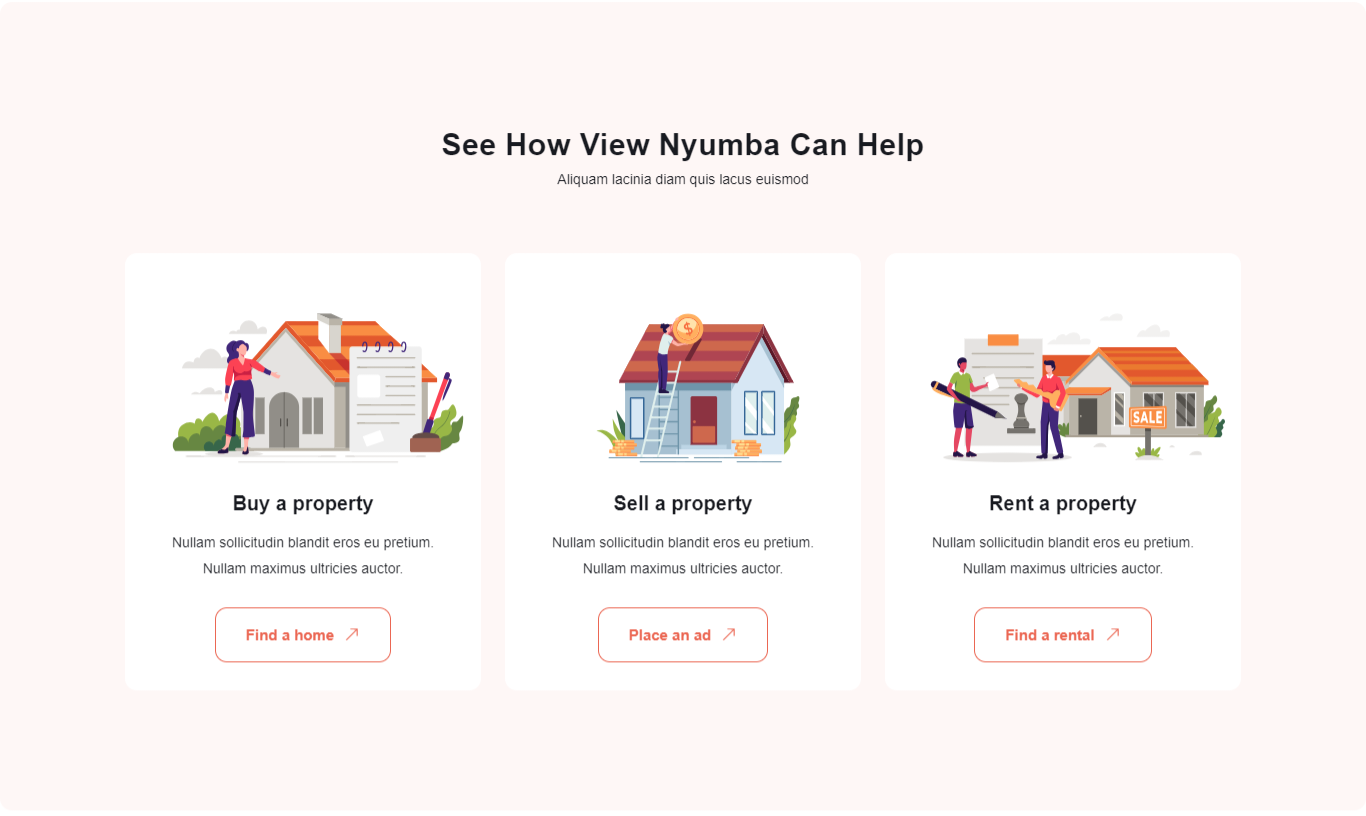 See How View Nyumba Can Help
Aliquam lacinia diam quis lacus euismod
$
SALE
Buy a property
Sell a property
Rent a property
Nullam sollicitudin blandit eros eu pretium.
Nullam maximus ultricies auctor.
Nullam sollicitudin blandit eros eu pretium.
Nullam maximus ultricies auctor.
Nullam sollicitudin blandit eros eu pretium.
Nullam maximus ultricies auctor.
Find a home
Place an ad
Find a rental